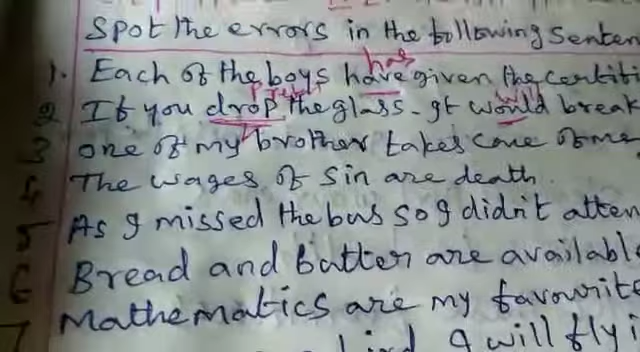 Spot the errors in the following Senten
has
1. Each of the boys have given the certifi
will
2 If you drop the glass. It would break
3 one of my brother takes care of me
4 The wages of sin are death.
5 As I missed the bus so I didn't atten
6 Bread and butter are available
7 Mathematics are my favourite
I will fly i